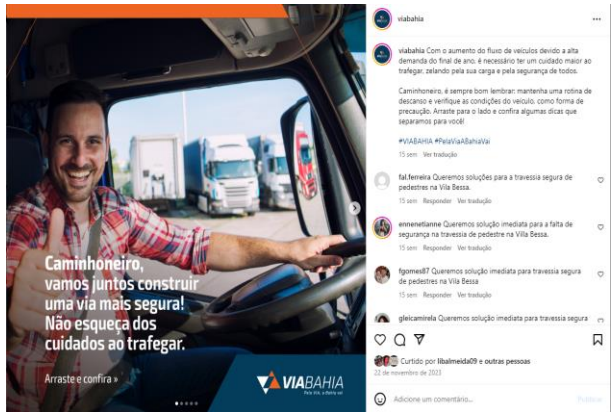 Caminhoneiro,
vamos juntos construir
uma via mais segura!
Não esqueça dos
cuidados ao trafegar.
Arraste e confira »
VIABAHIA
Pela VIA, a Bahia vai
viabahia
viabahia Com o aumento do fluxo de veículos devido a alta
demanda do final de ano, é necessário ter um cuidado maior ao
trafegar, zelando pela sua carga e pela segurança de todos.
Caminhoneiro, é sempre bom lembrar: mantenha uma rotina de
descanso e verifique as condições do veículo, como forma de
precaução. Arraste para o lado e confira algumas dicas que
separamos para você!
#VIABAHIA #PelaViaABahiaVai
15 sem Ver tradução
fal.ferreira Queremos soluções para a travessia segura de
pedestres na Vila Bessa.
15 sem Responder Ver tradução
ennenetianne Queremos solução imediata para a falta de
segurança na travessia de pedestre na Villa Bessa.
15 sem Responder Ver tradução
fgomes87 Queremos solução imediata para travessia segura
de pedestres na Vila Bessa
15 sem Responder Ver tradução
gleicamirela Queremos solução imediata para travessia segura
Curtido por libalmeida09 e outras pessoas
22 de novembro de 2023
Adicione um comentário...
Publicar